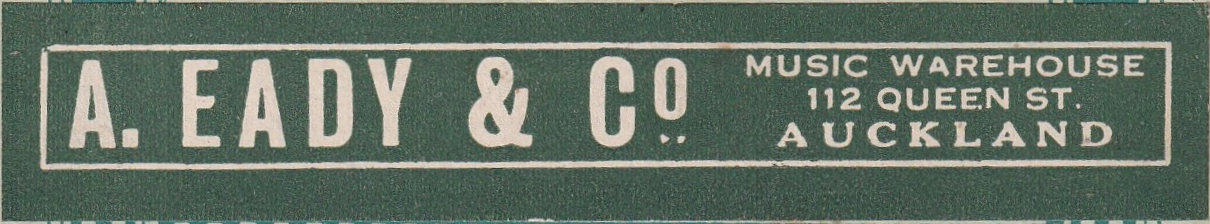 A. EADY & Co.
MUSIC WAREHOUSE
112 QUEEN ST.
AUCKLAND